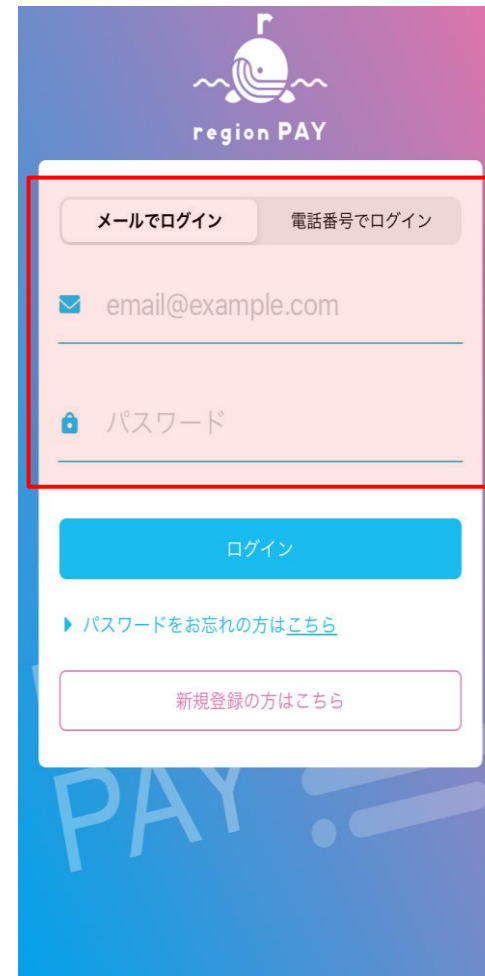 r
region PAY
メールでログイン 電話番号でログイン
email@example.com
パスワード
ログイン
パスワードをお忘れの方はこちら
新規登録の方はこちら
PAY